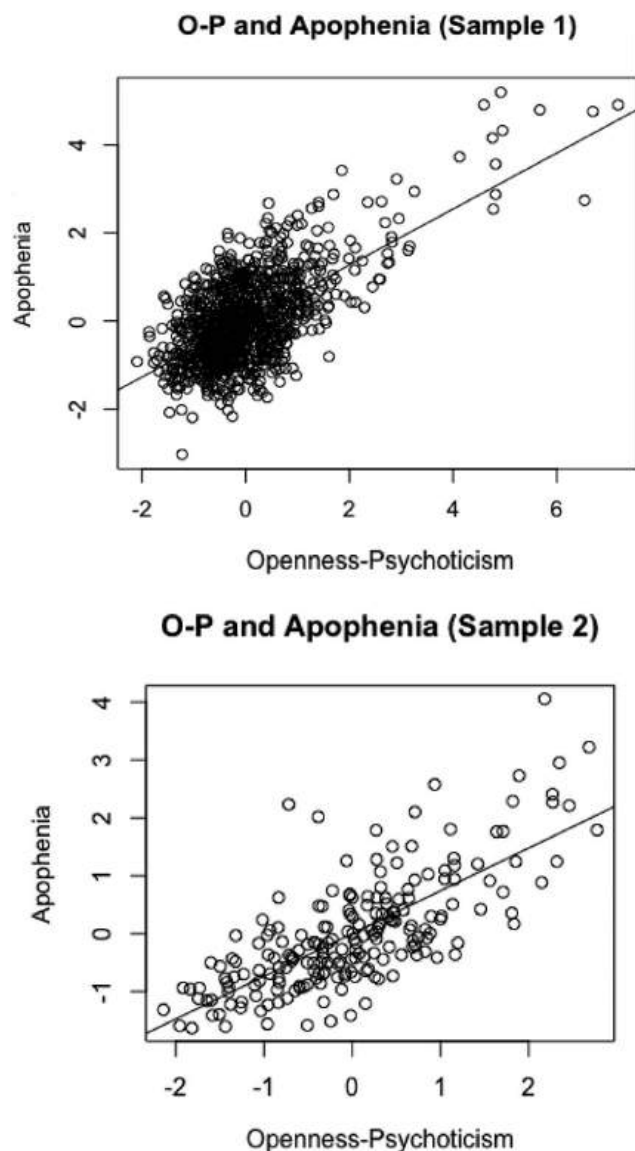 O-P and Apophenia (Sample 1)
4
2
0
-2
Apophenia
-2 0 2 4 6
Openness-Psychoticism
O-P and Apophenia (Sample 2)
4
3
2
1
0
-1
Apophenia
-2 -1 0 1 2
Openness-Psychoticism